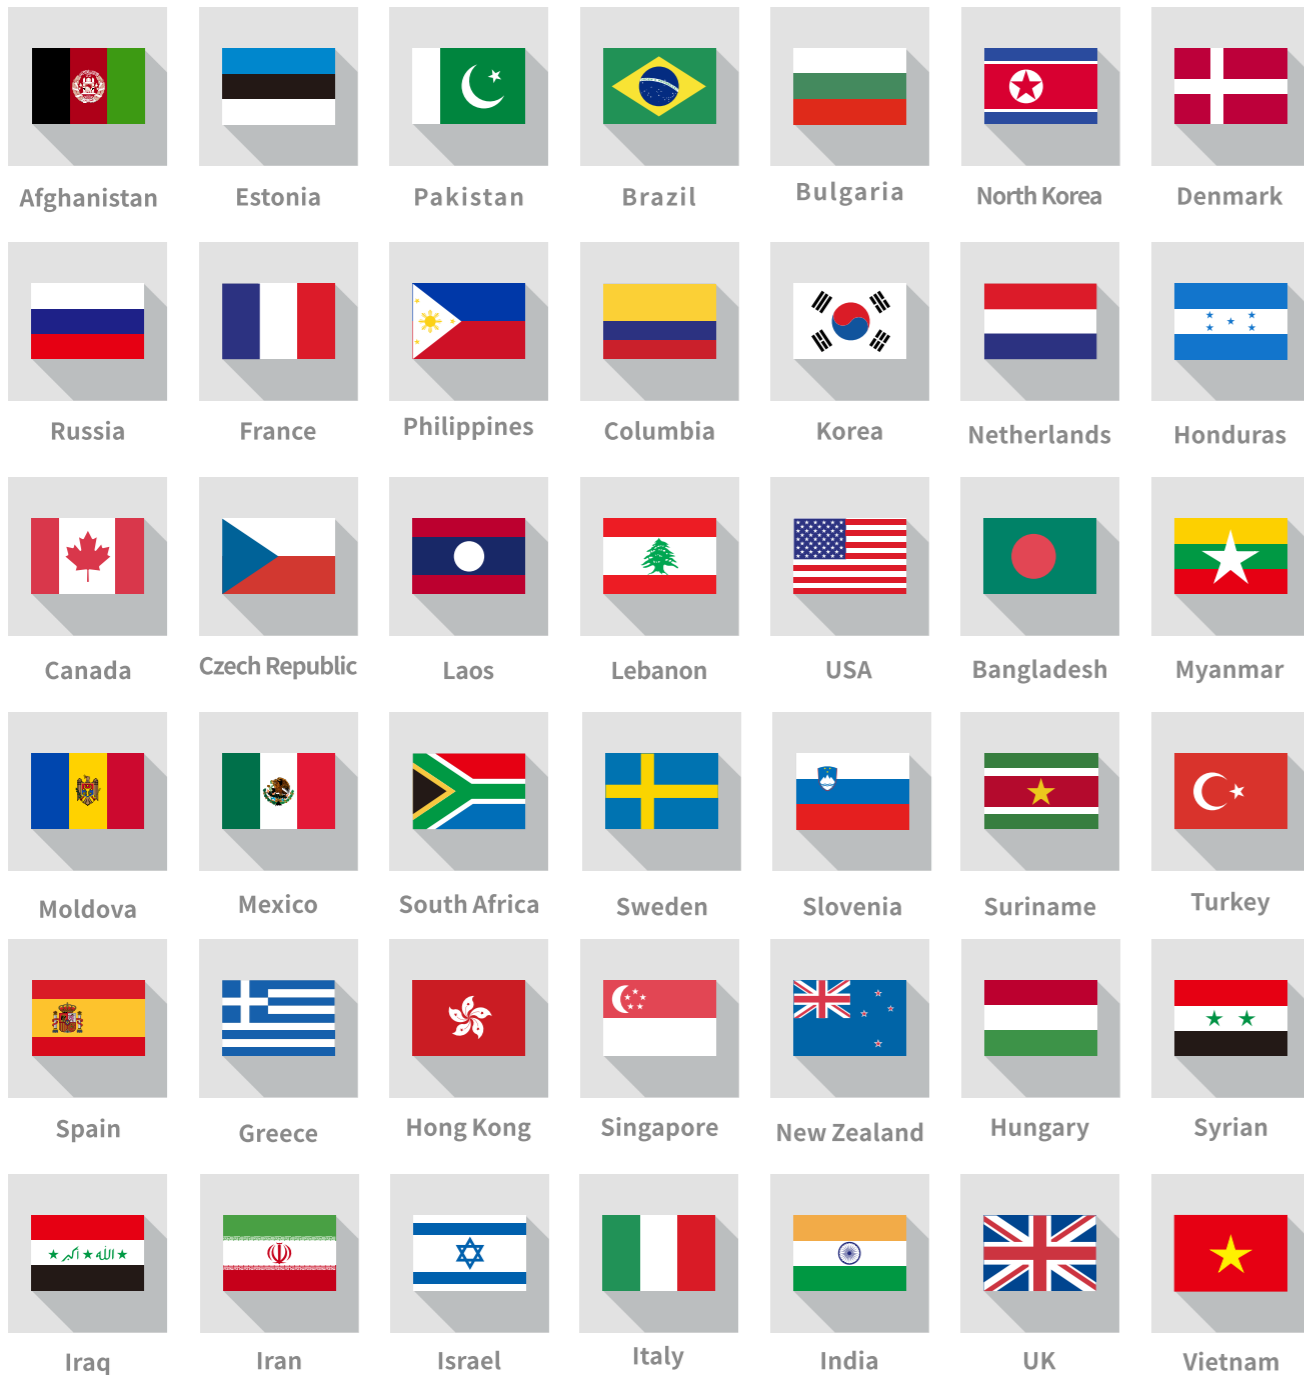 Afghanistan
Estonia
Pakistan
Brazil
Bulgaria
North Korea
Denmark
Russia
France
Philippines
Columbia
Korea
Netherlands
Honduras
Canada
Czech Republic
Laos
Lebanon
USA
Bangladesh
Myanmar
Moldova
Mexico
South Africa
Sweden
Slovenia
Suriname
Turkey
Spain
Greece
Hong Kong
Singapore
New Zealand
Hungary
Syrian
الله اكبر
Iraq
Iran
Israel
Italy
India
UK
Vietnam